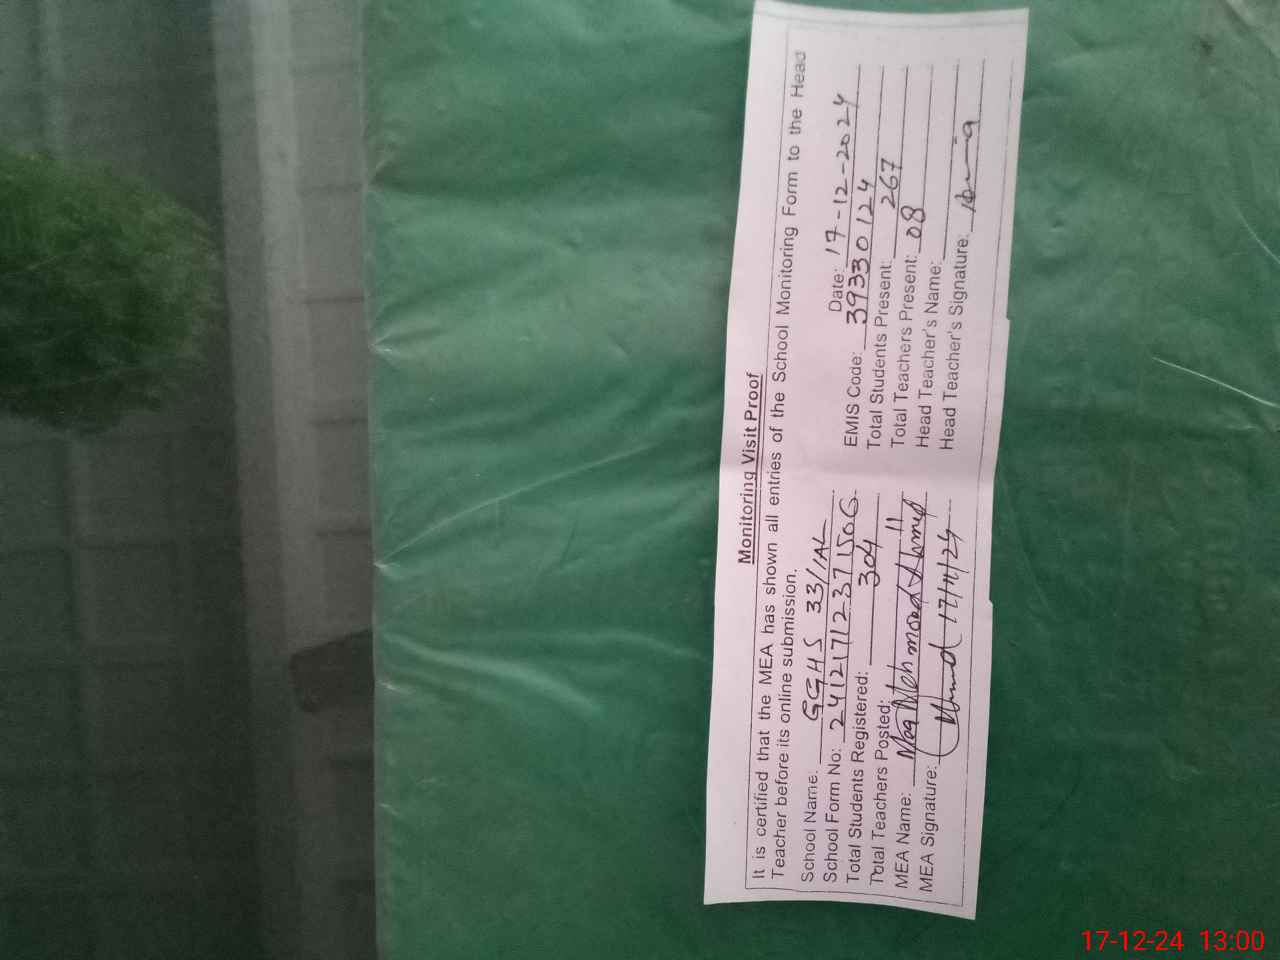 Monitoring Visit Proof
It is certified that the MEA has shown all entries of the School Monitoring Form to the Head
Teacher before its online submission.
Date: 17-12-2024
School Name: GGHS 33/1AL
EMIS Code: 39330124
School Form No: 2412171237150G
Total Students Present: 267
Total Students Registered: 304
Total Teachers Present: 08
Total Teachers Posted: 11
Head Teacher's Name:
MEA Name: Mehmood Ahmed
Head Teacher's Signature:
MEA Signature: 17/12/24
17-12-24 13:00